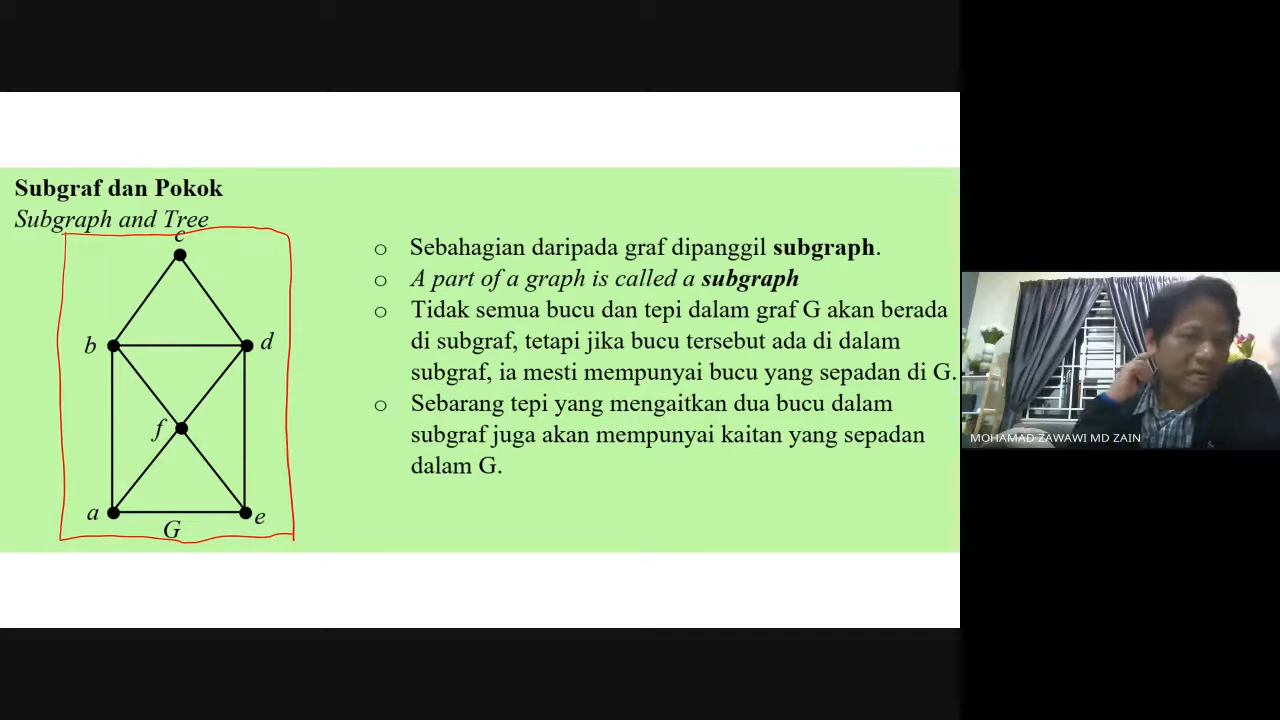 Subgraf dan Pokok
Subgraph and Tree
c
b
d
f
a
e
G
o Sebahagian daripada graf dipanggil subgraph.
o A part of a graph is called a subgraph
o Tidak semua bucu dan tepi dalam graf G akan berada
di subgraf, tetapi jika bucu tersebut ada di dalam
subgraf, ia mesti mempunyai bucu yang sepadan di G.
o Sebarang tepi yang mengaitkan dua bucu dalam
subgraf juga akan mempunyai kaitan yang sepadan
dalam G.
MOHAMAD ZAWAWI MD ZAIN